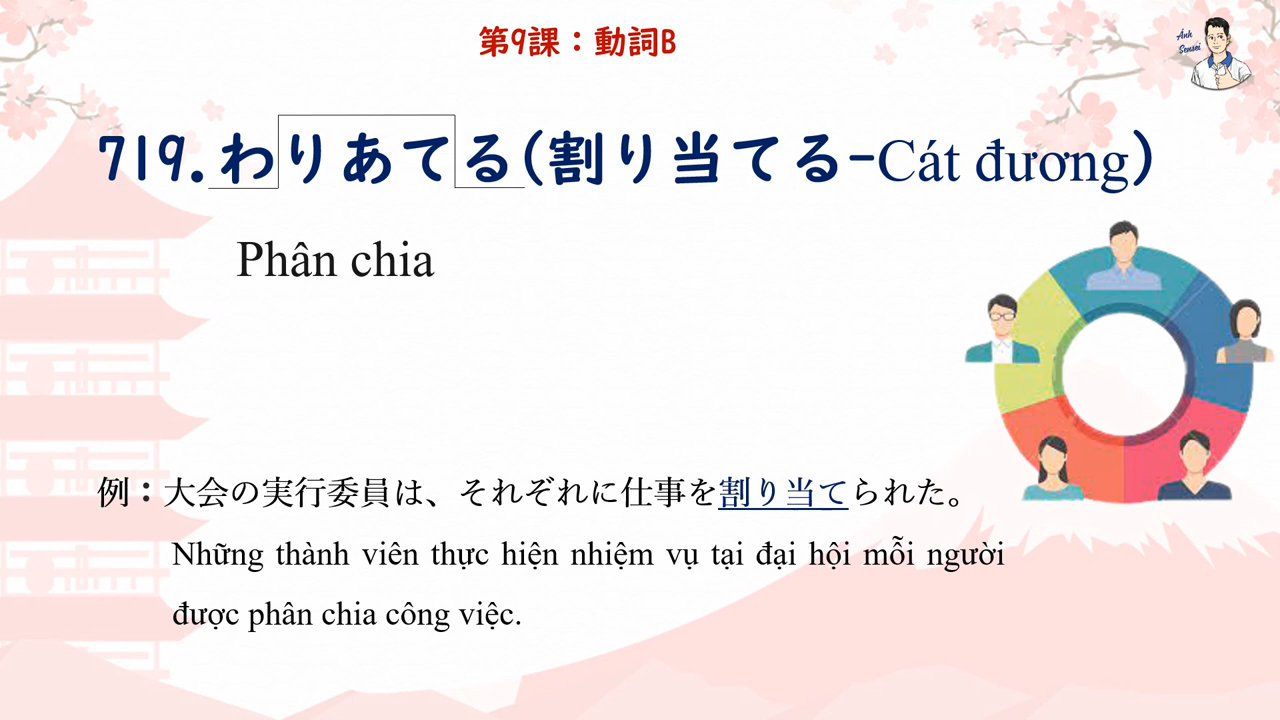 第9課：動詞B
Anh
Sensei
719.わりあてる(割り当てる-Cát đương)
Phân chia
例：大会の実行委員は、それぞれに仕事を割り当てられた。
Những thành viên thực hiện nhiệm vụ tại đại hội mỗi người
được phân chia công việc.